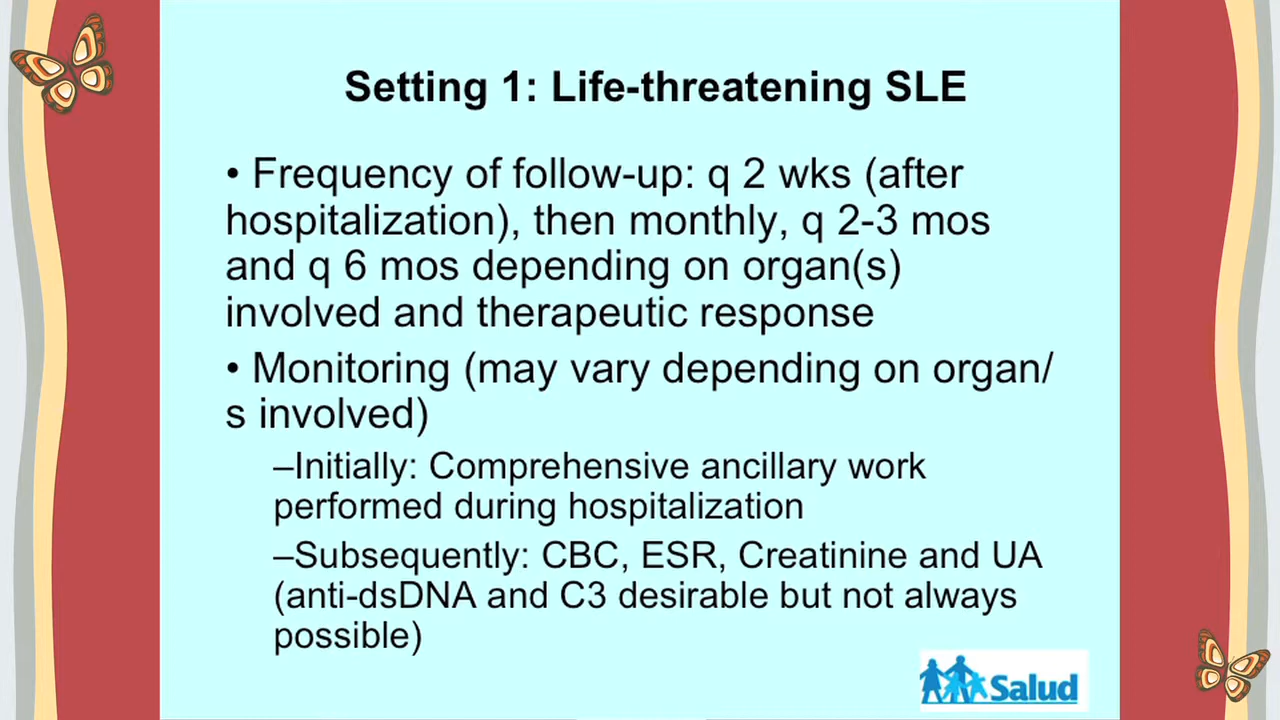 Setting 1: Life-threatening SLE
• Frequency of follow-up: q 2 wks (after
hospitalization), then monthly, q 2-3 mos
and q 6 mos depending on organ(s)
involved and therapeutic response
• Monitoring (may vary depending on organ/
s involved)
–Initially: Comprehensive ancillary work
performed during hospitalization
–Subsequently: CBC, ESR, Creatinine and UA
(anti-dsDNA and C3 desirable but not always
possible)
Salud